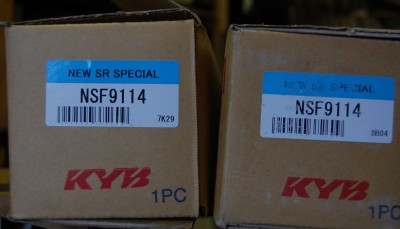 NEW SR SPECIAL
NSF9114
7K29
KYB
1PC
NEW SR SPECIAL
NSF9114
8B04
KYB
1PC